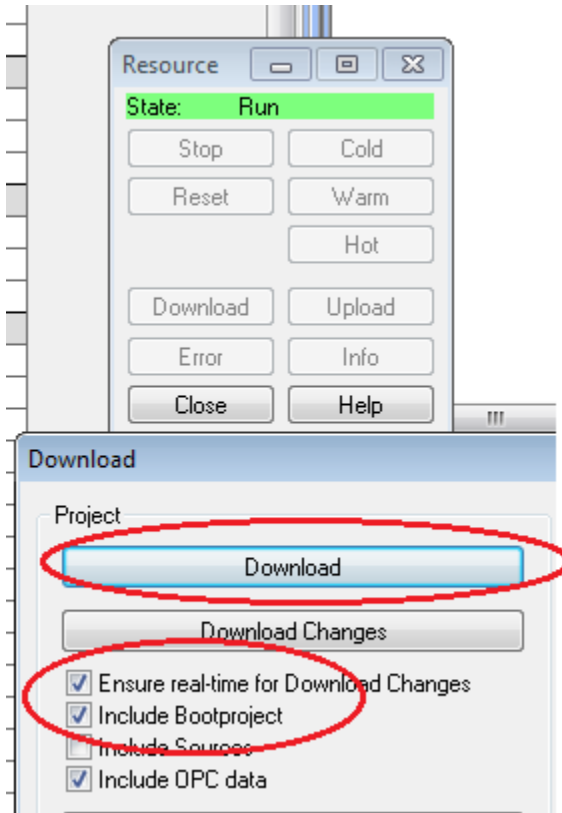 Resource
State: Run
Stop Cold
Reset Warm
Hot
Download Upload
Error Info
Close Help
Download
Project
Download
Download Changes
Ensure real-time for Download Changes
Include Bootproject
Include Sources
Include OPC data